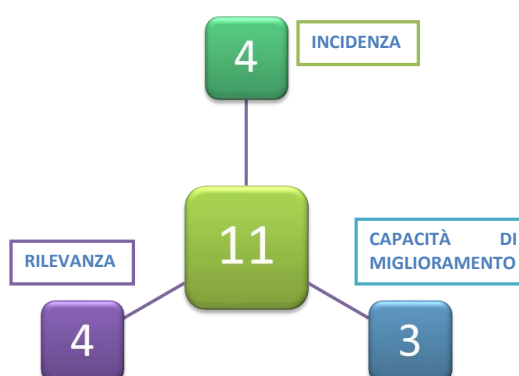 4
INCIDENZA
11
RILEVANZA
CAPACITÀ DI
MIGLIORAMENTO
4
3